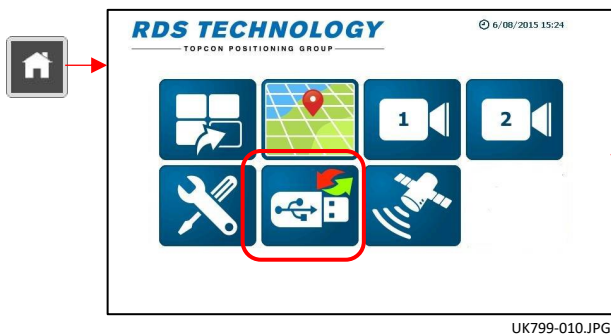 RDS TECHNOLOGY
TOPCON POSITIONING GROUP
6/08/2015 15:24
1
2
UK799-010.JPG